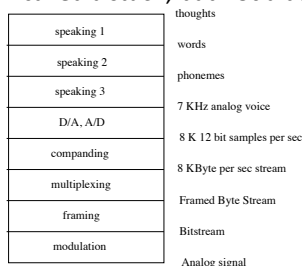 thoughts
speaking 1
words
speaking 2
phonemes
speaking 3
7 KHz analog voice
D/A, A/D
8 K 12 bit samples per sec
companding
8 KByte per sec stream
multiplexing
Framed Byte Stream
framing
Bitstream
modulation
Analog signal